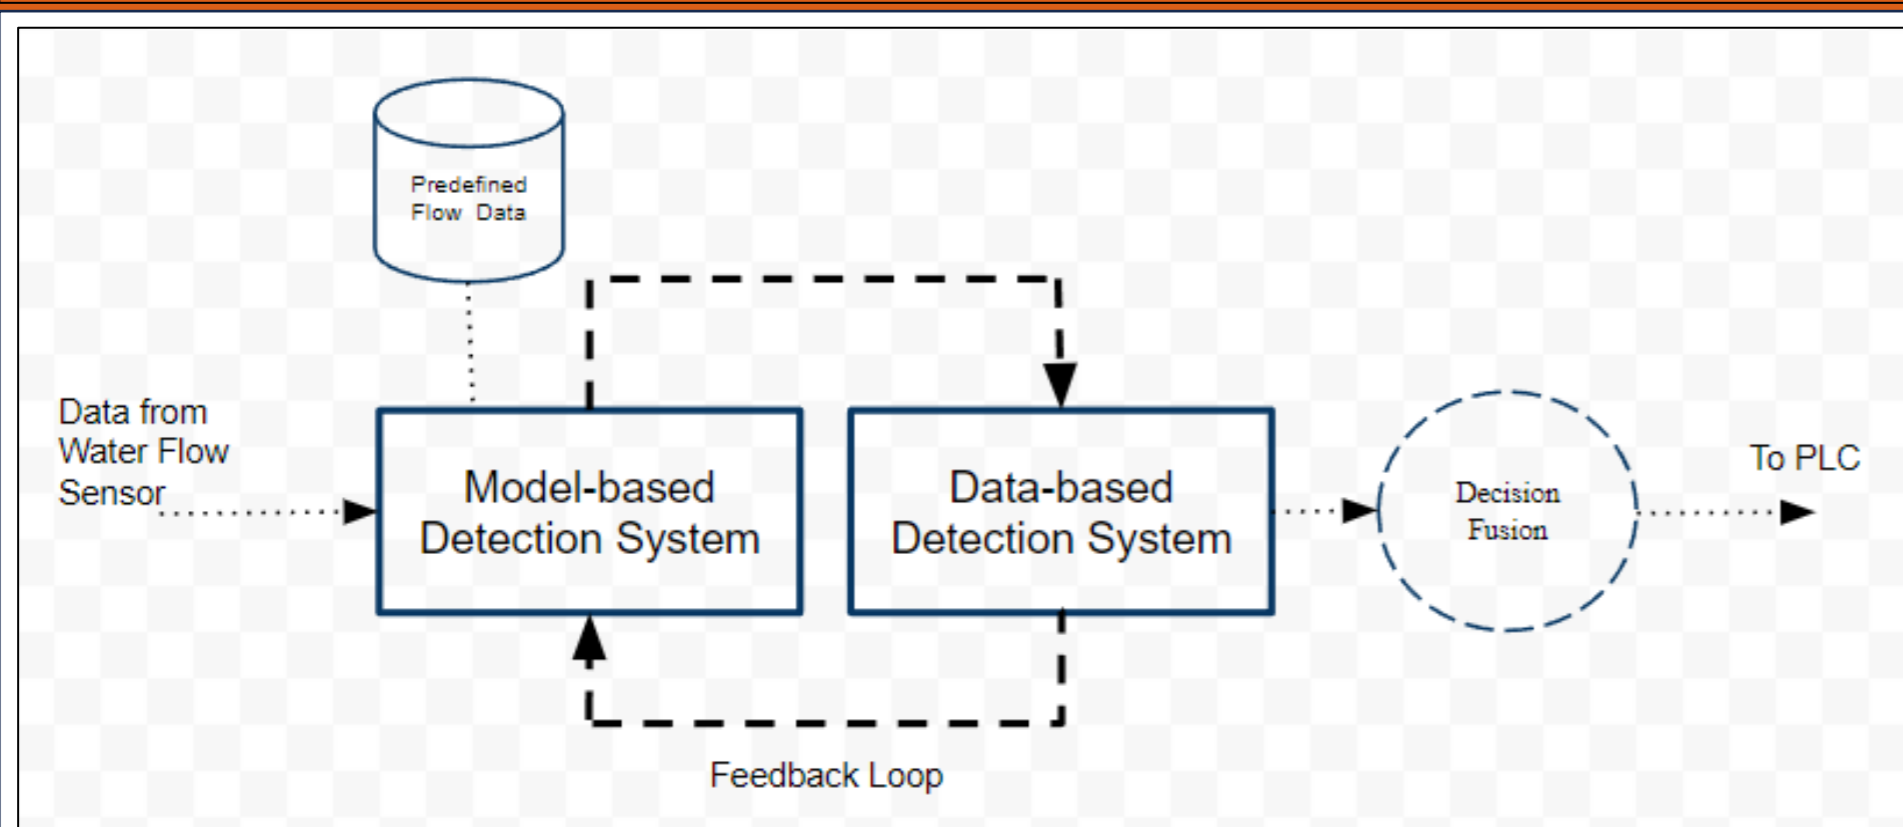 Predefined
Flow Data
Data from
Water Flow
Sensor
Model-based
Detection System
Data-based
Detection System
Decision
Fusion
To PLC
Feedback Loop